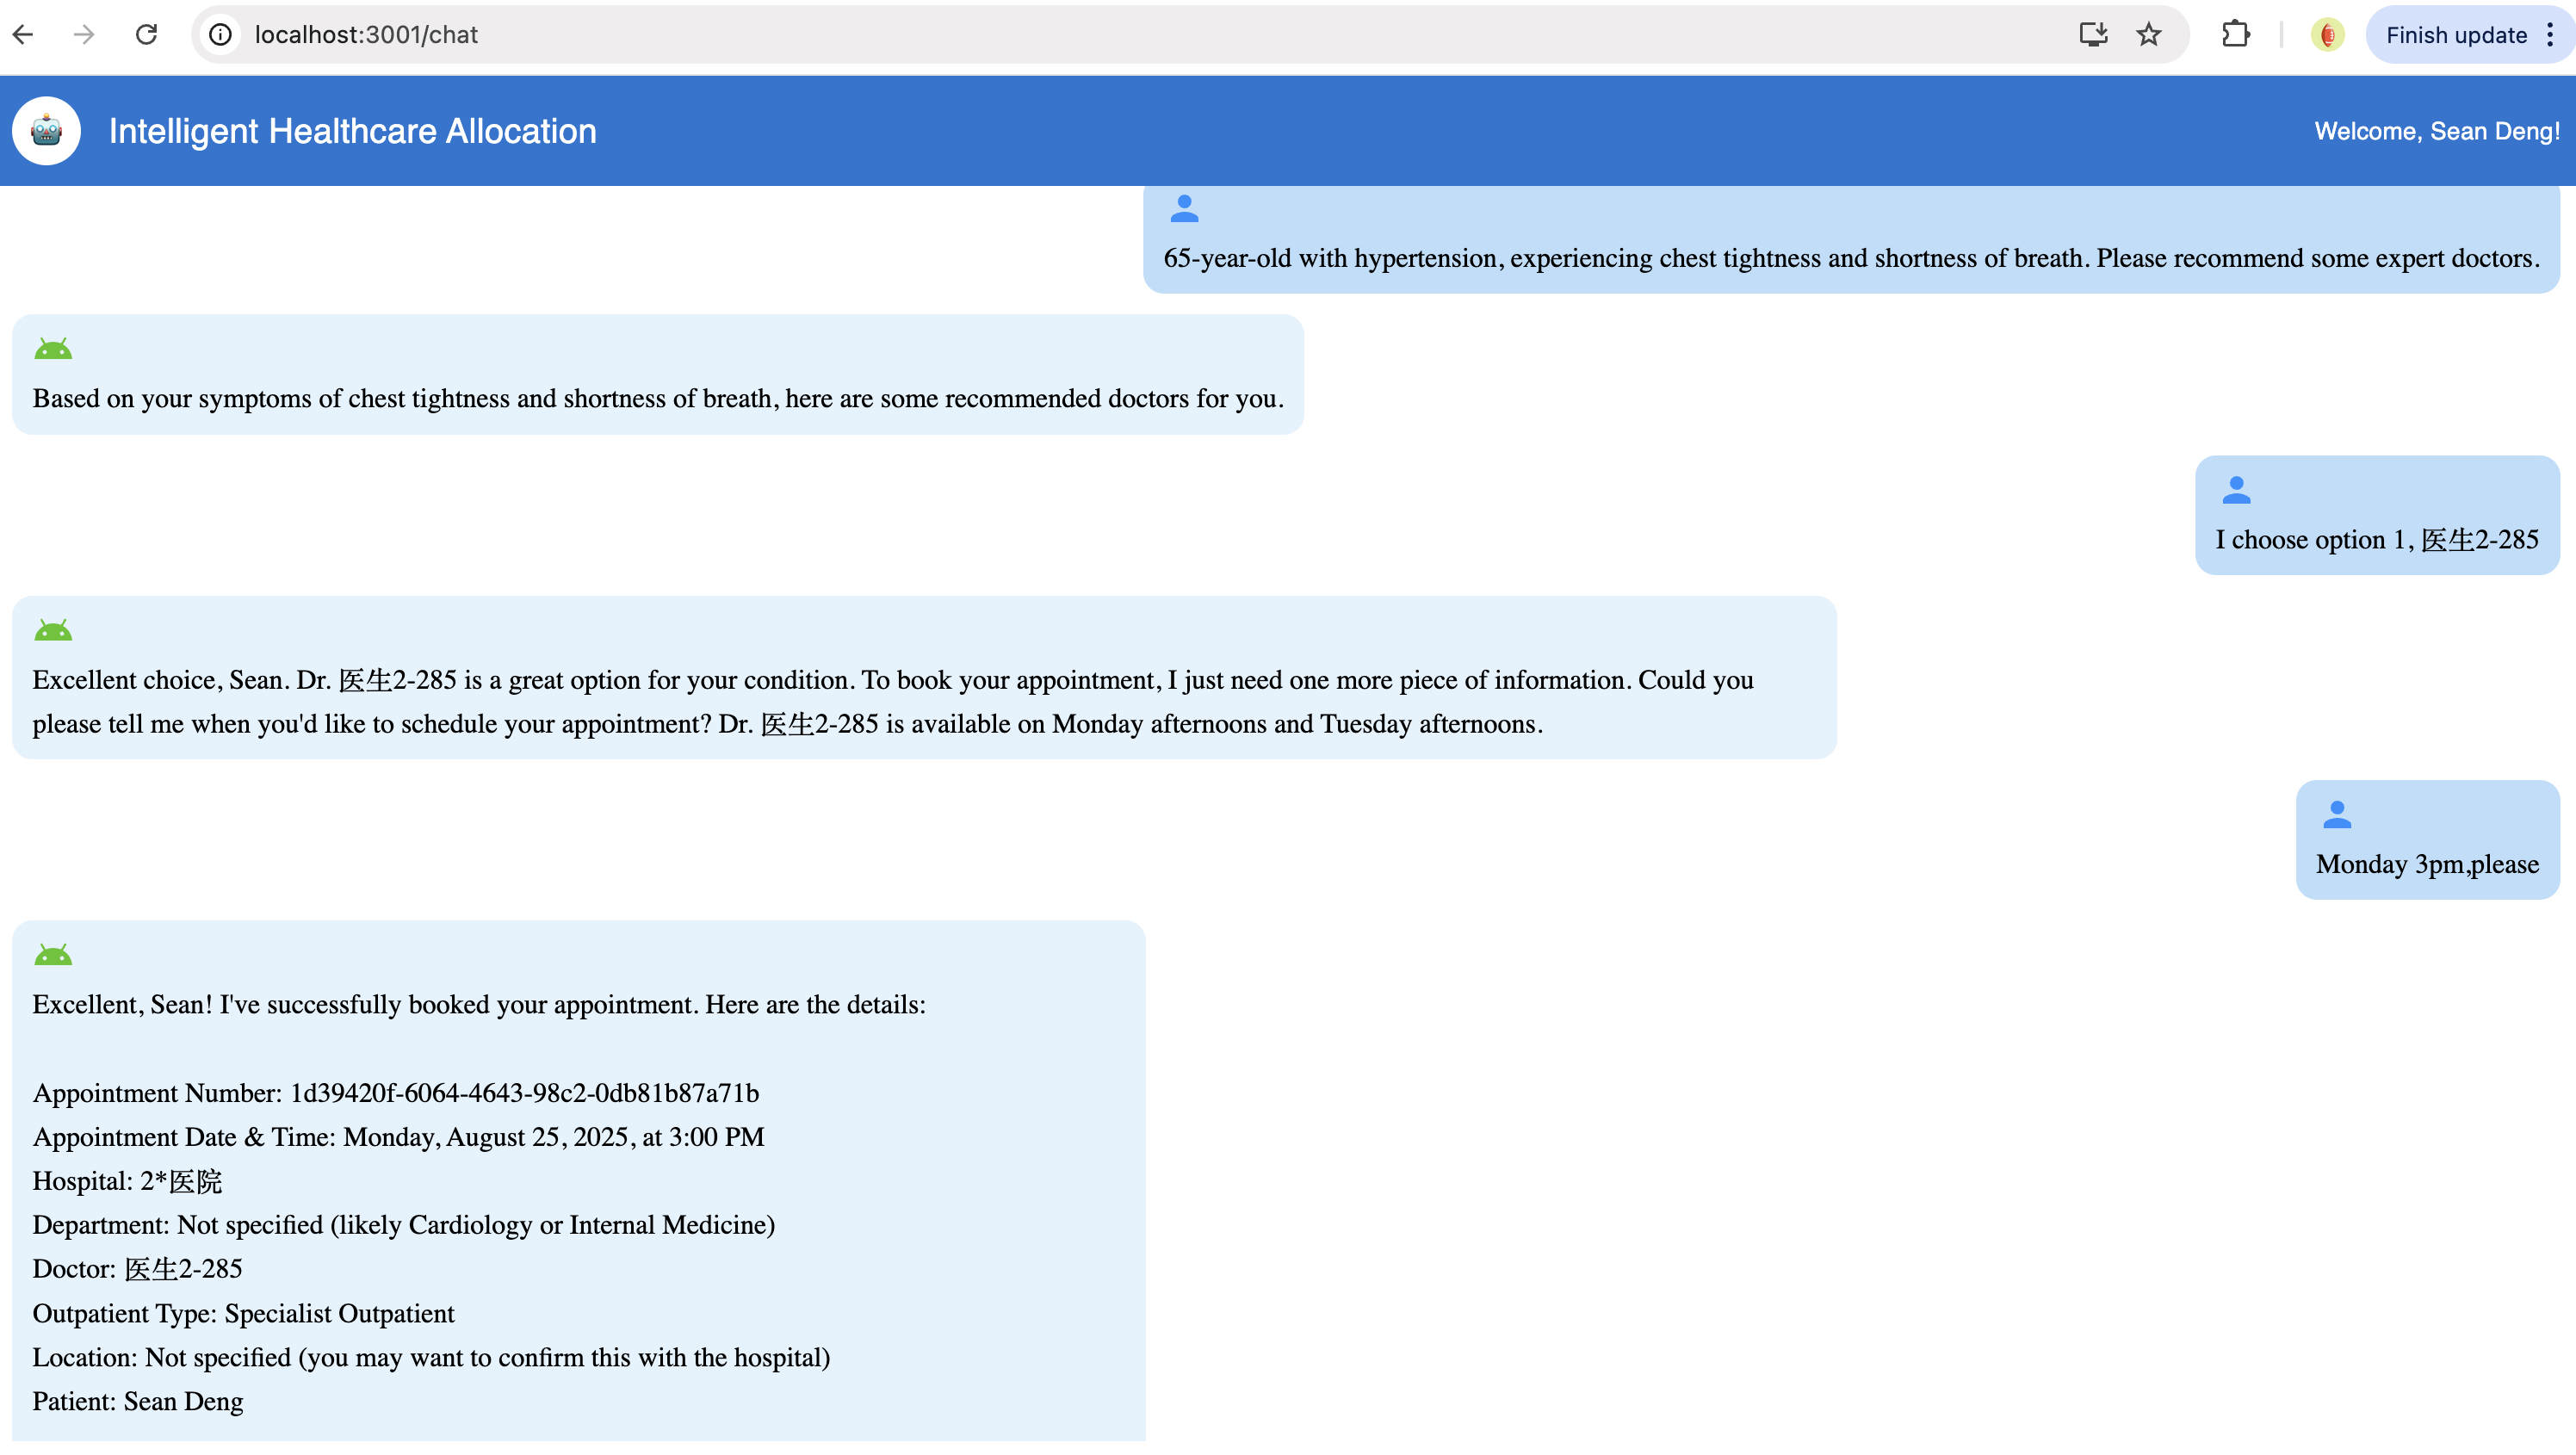 localhost:3001/chat
Finish update
Intelligent Healthcare Allocation
Welcome, Sean Deng!
65-year-old with hypertension, experiencing chest tightness and shortness of breath. Please recommend some expert doctors.
Based on your symptoms of chest tightness and shortness of breath, here are some recommended doctors for you.
I choose option 1, 医生2-285
Excellent choice, Sean. Dr. 医生2-285 is a great option for your condition. To book your appointment, I just need one more piece of information. Could you
please tell me when you'd like to schedule your appointment? Dr. 医生2-285 is available on Monday afternoons and Tuesday afternoons.
Monday 3pm,please
Excellent, Sean! I've successfully booked your appointment. Here are the details:
Appointment Number: 1d39420f-6064-4643-98c2-0db81b87a71b
Appointment Date & Time: Monday, August 25, 2025, at 3:00 PM
Hospital: 2*医院
Department: Not specified (likely Cardiology or Internal Medicine)
Doctor: 医生2-285
Outpatient Type: Specialist Outpatient
Location: Not specified (you may want to confirm this with the hospital)
Patient: Sean Deng